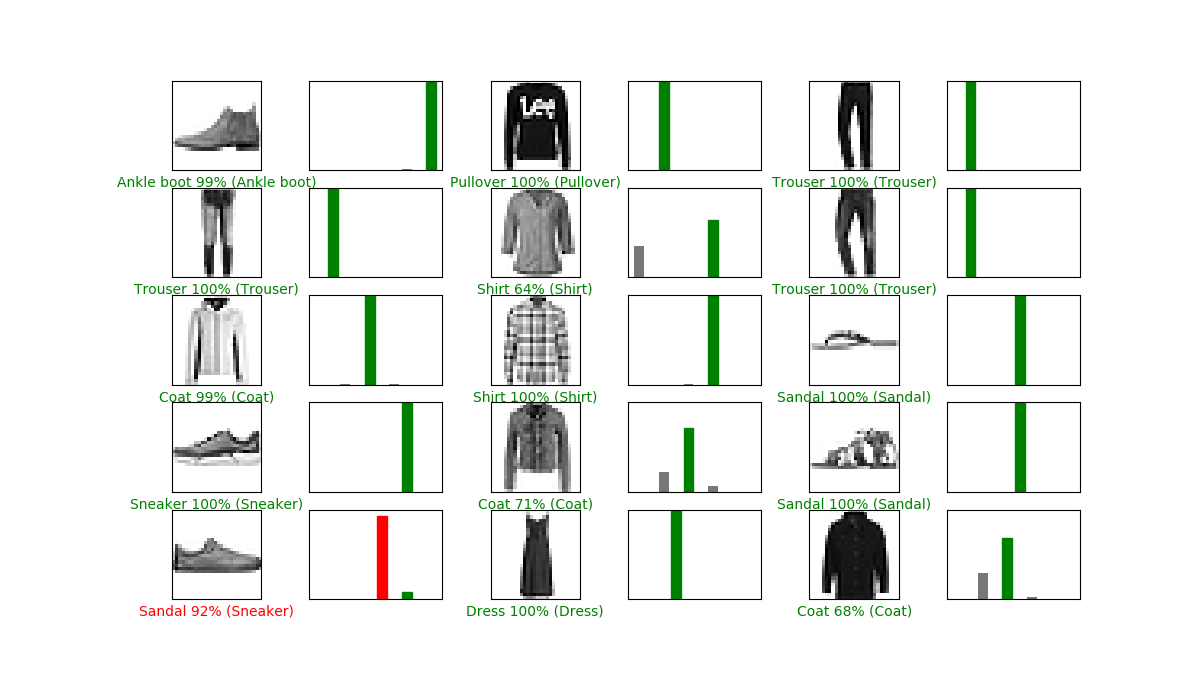 Lee
Ankle boot 99% (Ankle boot)
Pullover 100% (Pullover)
Trouser 100% (Trouser)
Trouser 100% (Trouser)
Shirt 64% (Shirt)
Trouser 100% (Trouser)
Coat 99% (Coat)
Shirt 100% (Shirt)
Sandal 100% (Sandal)
Sneaker 100% (Sneaker)
Coat 71% (Coat)
Sandal 100% (Sandal)
Sandal 92% (Sneaker)
Dress 100% (Dress)
Coat 68% (Coat)